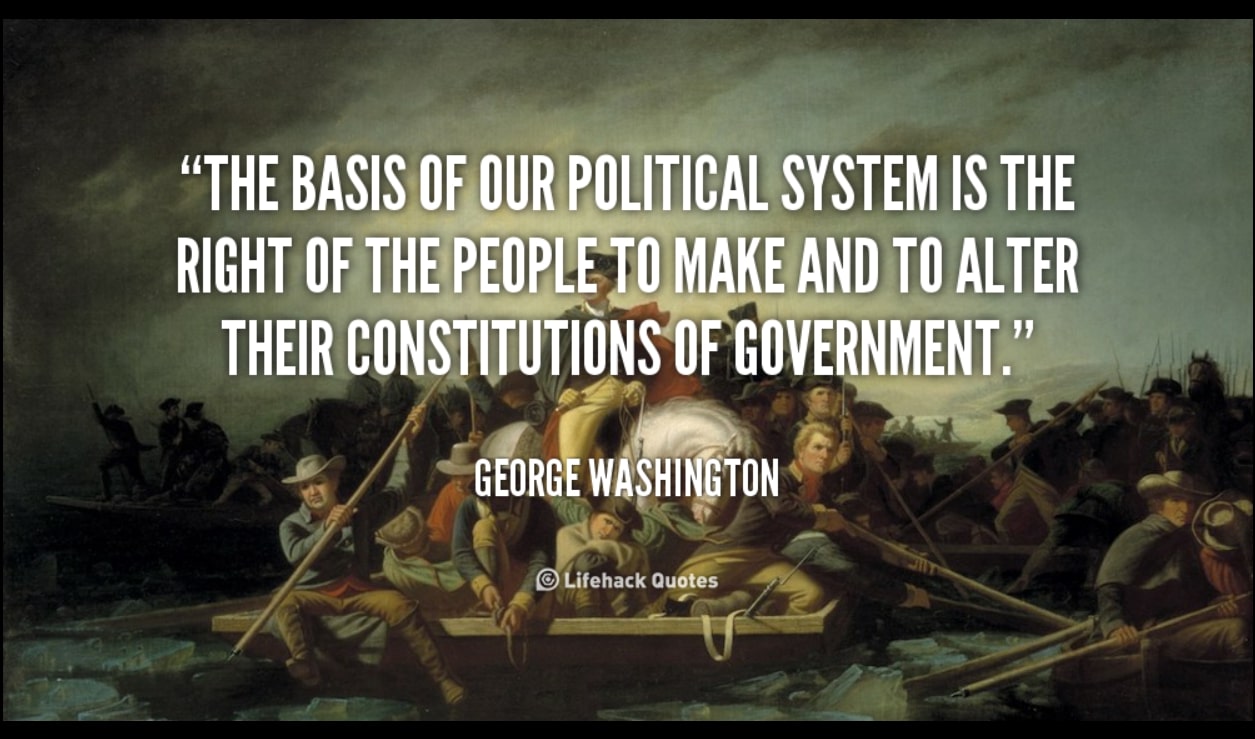 “THE BASIS OF OUR POLITICAL SYSTEM IS THE
RIGHT OF THE PEOPLE TO MAKE AND TO ALTER
THEIR CONSTITUTIONS OF GOVERNMENT.”
GEORGE WASHINGTON
Lifehack Quotes